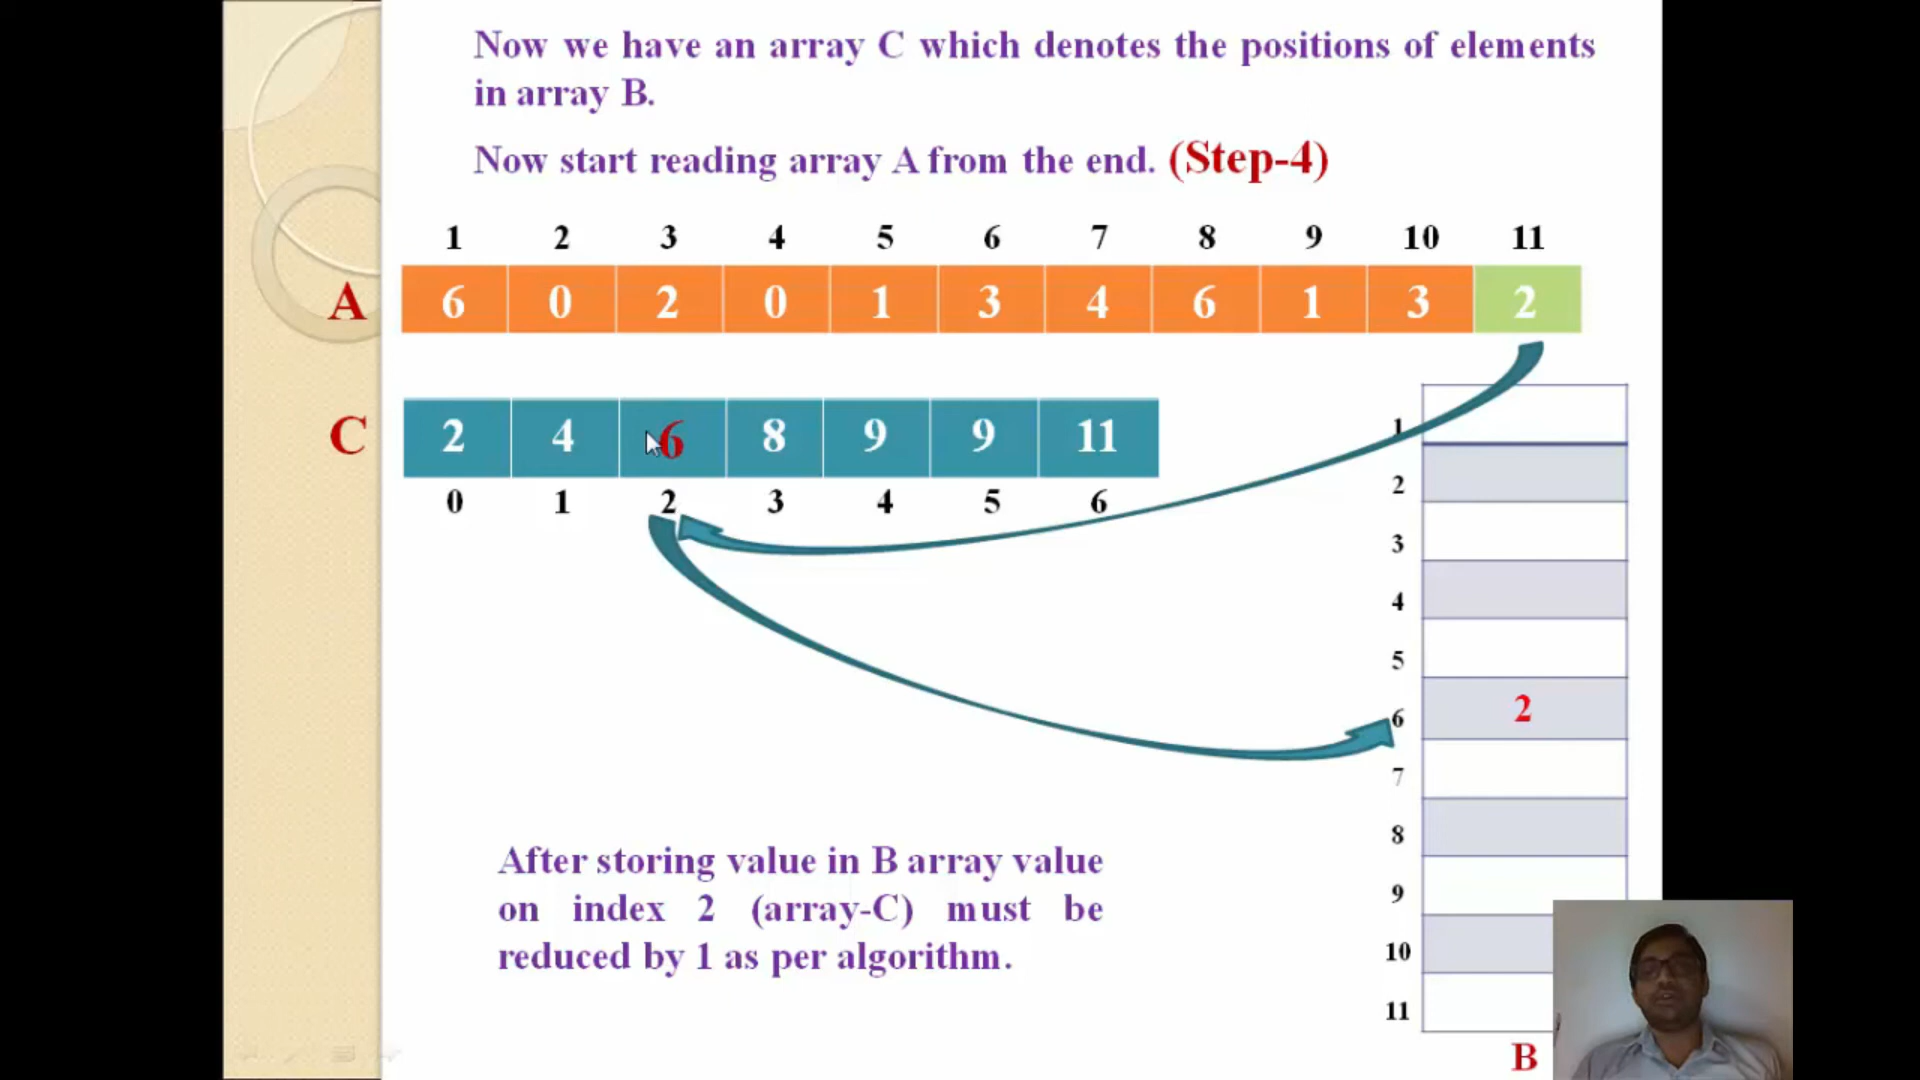 Now we have an array C which denotes the positions of elements
in array B.
Now start reading array A from the end. (Step-4)
1 2 3 4 5 6 7 8 9 10 11
A 6 0 2 0 1 3 4 6 1 3 2
C 2 4 6 8 9 9 11
0 1 2 3 4 5 6
1
2
3
4
5
6 2
7
8
9
10
11
B
After storing value in B array value
on index 2 (array-C) must be
reduced by 1 as per algorithm.